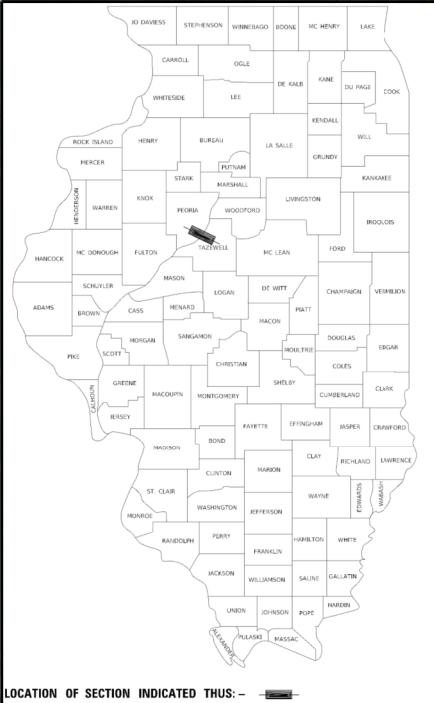 JO DAVIESS STEPHENSON WINNEBAGO BOONE MC HENRY LAKE
CARROLL OGLE DE KALB KANE DU PAGE COOK
WHITESIDE LEE
KENDALL WILL
ROCK ISLAND HENRY BUREAU LA SALLE GRUNDY
MERCER PUTNAM KANKAKEE
HENDERSON WARREN KNOX STARK MARSHALL LIVINGSTON
PEORIA WOODFORD IROQUOIS
HANCOCK MC DONOUGH FULTON TAZEWELL MC LEAN FORD
MASON
ADAMS SCHUYLER LOGAN DE WITT CHAMPAIGN VERMILION
BROWN CASS MENARD MACON PIATT
MORGAN SANGAMON MOULTRIE DOUGLAS EDGAR
PIKE SCOTT CHRISTIAN COLES
CALHOUN GREENE MACOUPIN MONTGOMERY SHELBY CUMBERLAND CLARK
JERSEY
FAYETTE EFFINGHAM JASPER CRAWFORD
MADISON BOND
CLINTON MARION CLAY RICHLAND LAWRENCE
ST. CLAIR WAYNE EDWARDS WABASH
MONROE WASHINGTON JEFFERSON
RANDOLPH PERRY HAMILTON WHITE
FRANKLIN
JACKSON WILLIAMSON SALINE GALLATIN
UNION JOHNSON POPE HARDIN
ALEXANDER PULASKI MASSAC
LOCATION OF SECTION INDICATED THUS: -